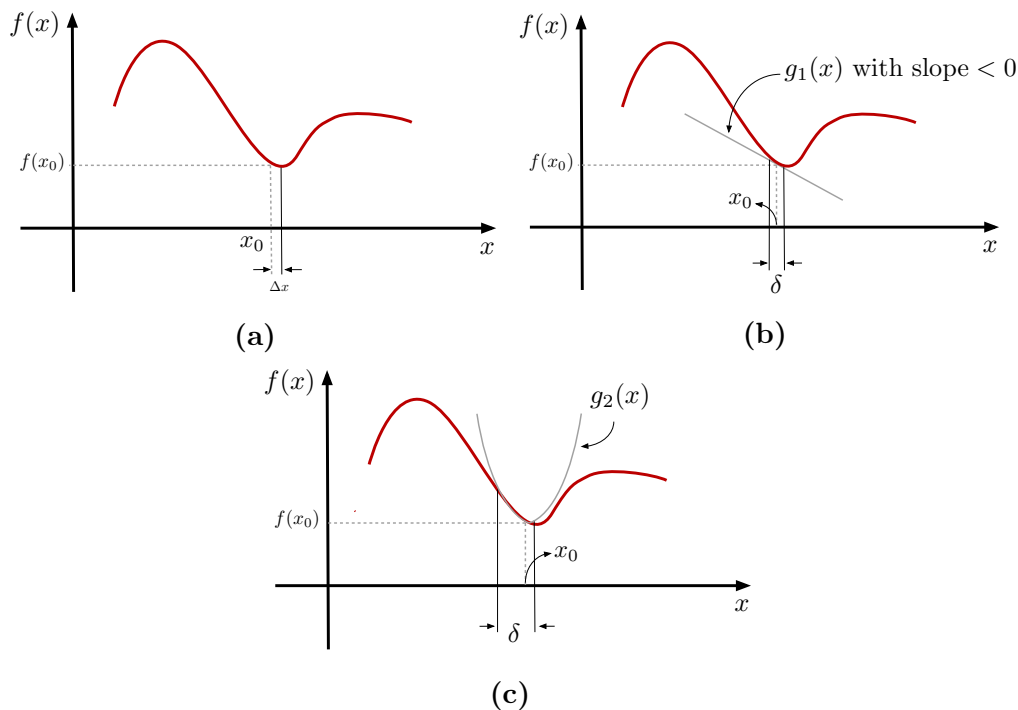 f(x)
f(x₀)
x₀
x
Δx
(a)
f(x)
g₁(x) with slope < 0
f(x₀)
x₀
x
δ
(b)
f(x)
g₂(x)
f(x₀)
x₀
x
δ
(c)